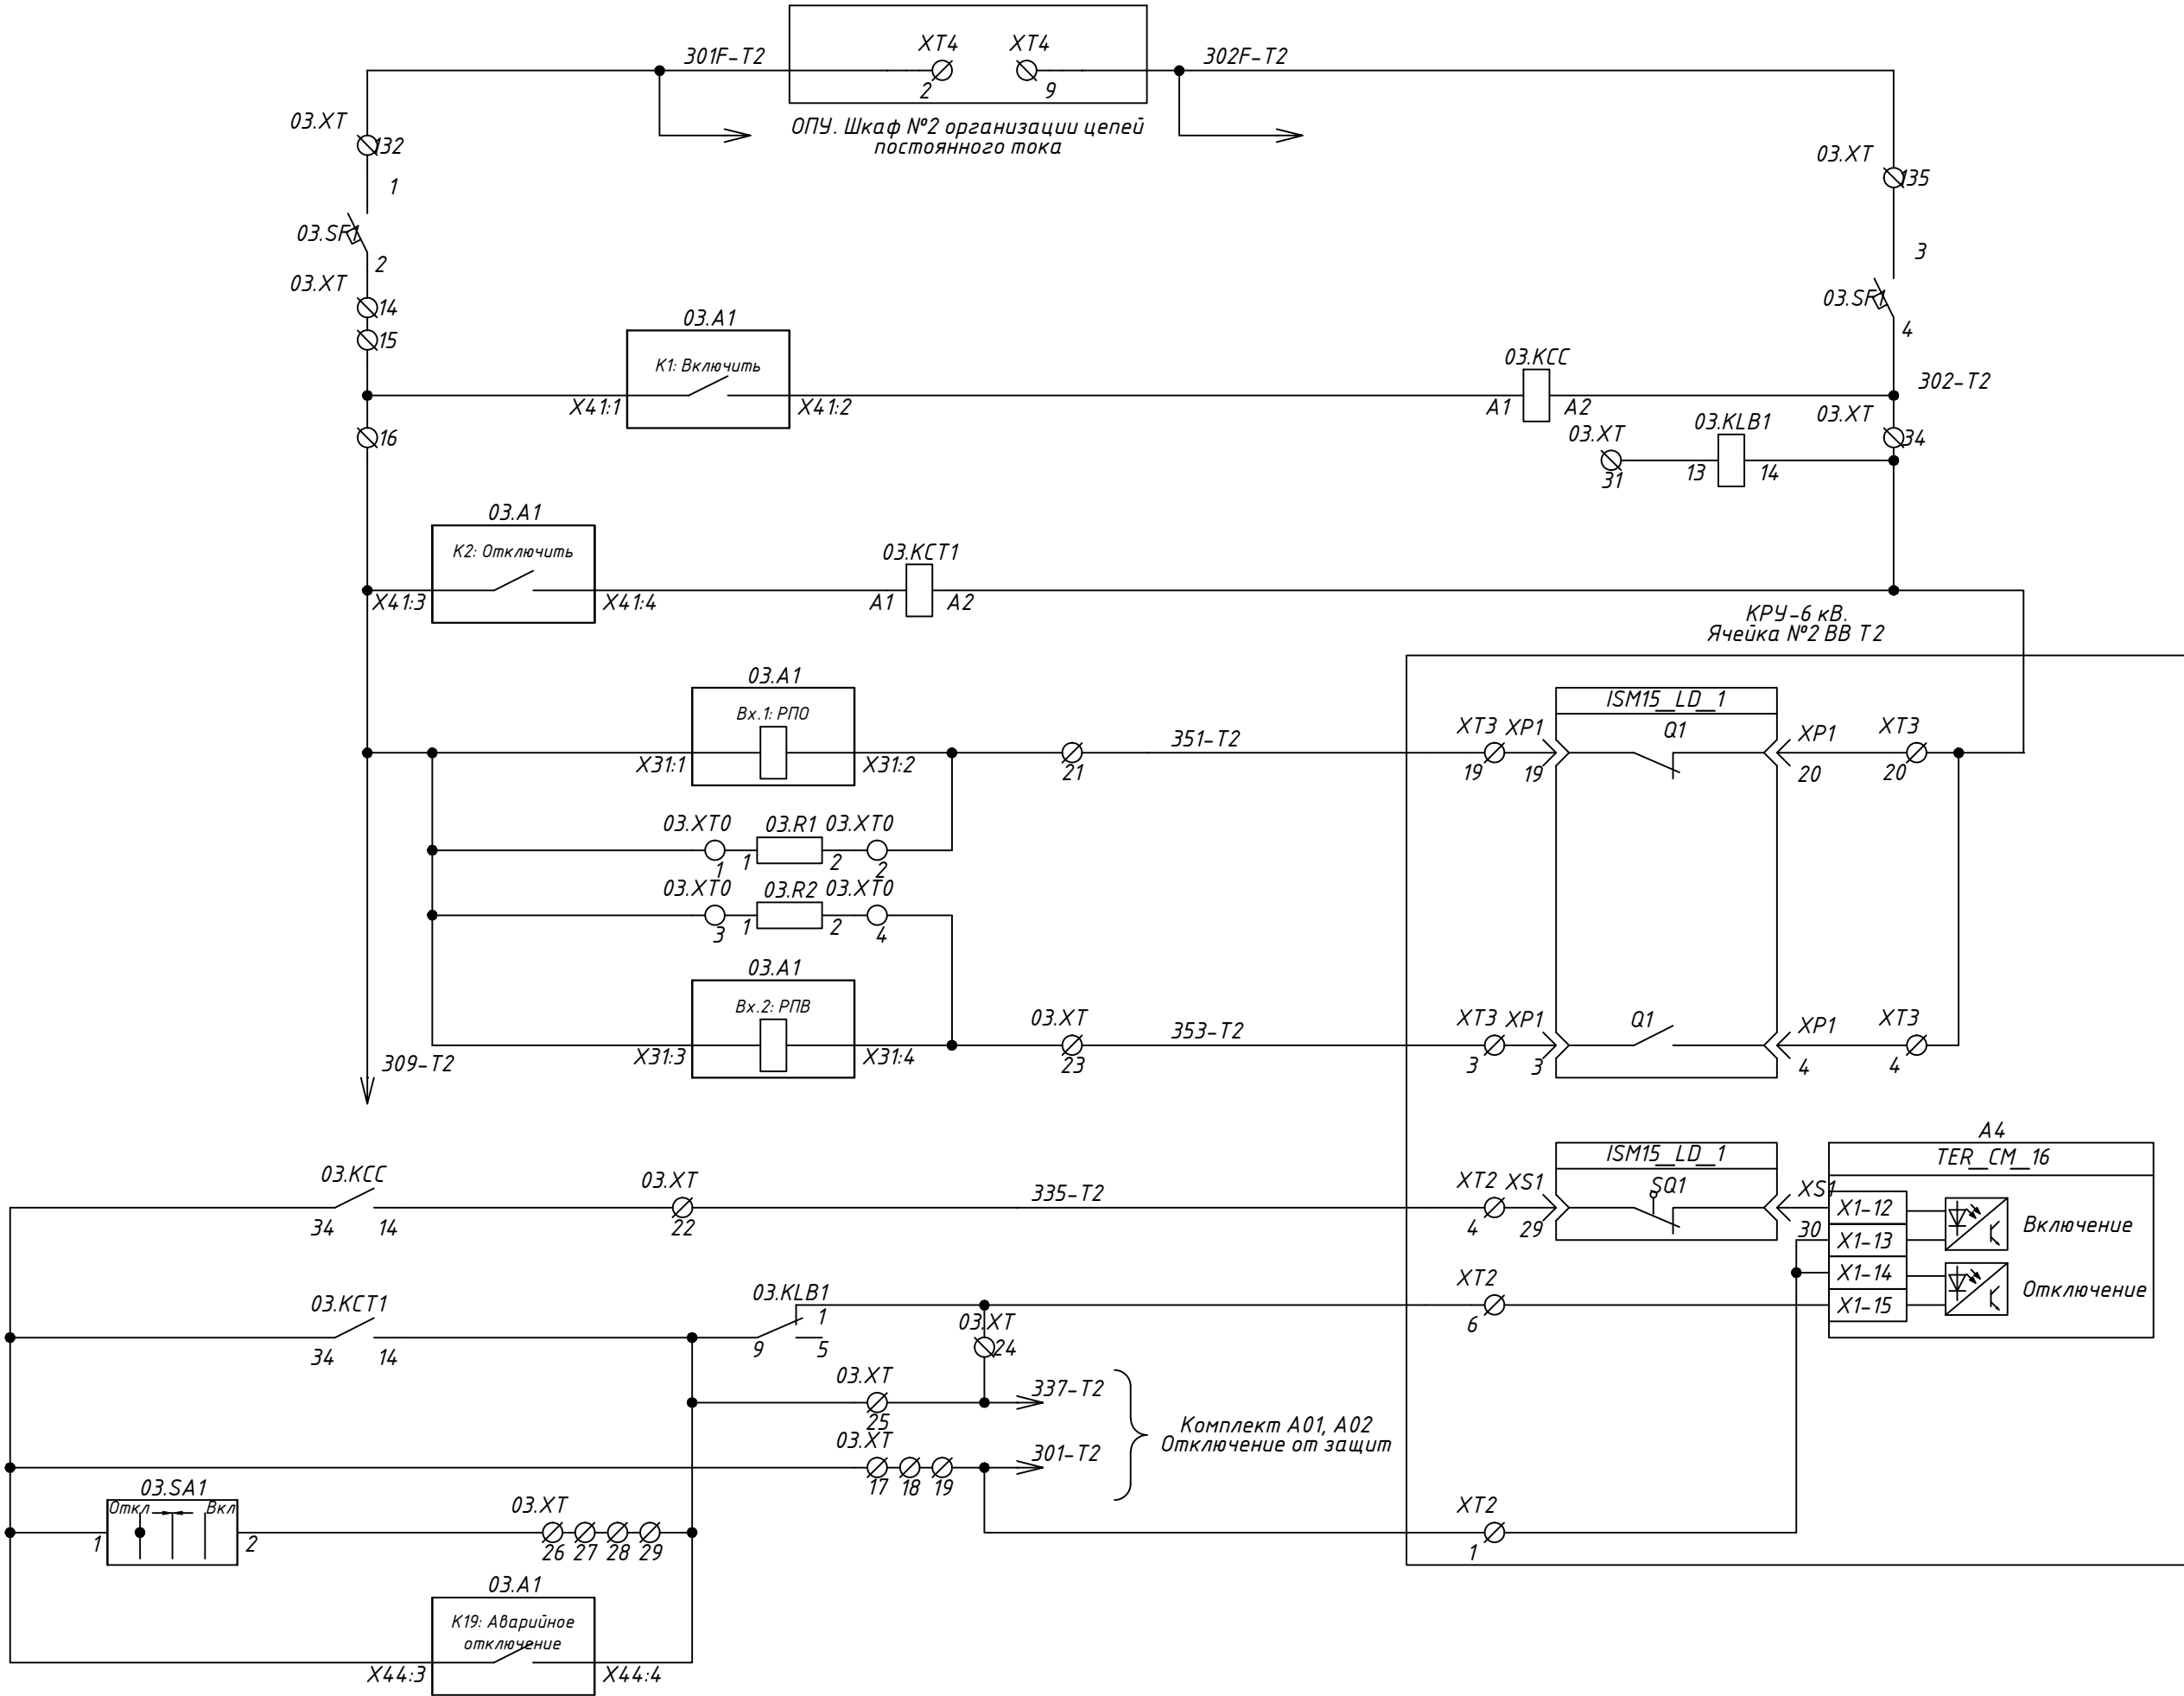 XT4
XT4
301F-T2
302F-T2
2
9
ОПУ. Шкаф №2 организации цепей
постоянного тока
03.XT
132
1
03.SF1
2
03.XT
14
15
16
03.XT
135
3
03.SF1
4
302-T2
03.A1
K1: Включить
X41:1
X41:2
03.KCC
A1
A2
03.XT
34
03.KLB1
03.XT
31
13
14
03.A1
K2: Отключить
X41:3
X41:4
03.KCT1
A1
A2
КРУ-6 кВ.
Ячейка №2 ВВ Т2
03.A1
Вх.1: РПО
X31:1
X31:2
21
351-T2
XT3
XP1
19
19
ISM15_LD_1
Q1
XP1
XT3
20
20
03.XT0
03.R1
03.XT0
1
1
2
2
03.XT0
03.R2
03.XT0
3
1
2
4
03.A1
Вх.2: РПВ
X31:3
X31:4
03.XT
23
353-T2
XT3
XP1
3
3
Q1
XP1
XT3
4
4
309-T2
03.KCC
34
14
03.XT
22
335-T2
XT2
XS1
4
29
ISM15_LD_1
SQ1
XS1
30
A4
TER_CM_16
X1-12
X1-13
X1-14
X1-15
Включение
Отключение
03.KCT1
34
14
03.KLB1
1
9
5
03.XT
24
XT2
6
03.XT
25
337-T2
03.XT
17
18
19
301-T2
Комплект А01, А02
Отключение от защит
03.SA1
Откл
Вкл
1
2
03.XT
26
27
28
29
XT2
1
03.A1
K19: Аварийное
отключение
X44:3
X44:4